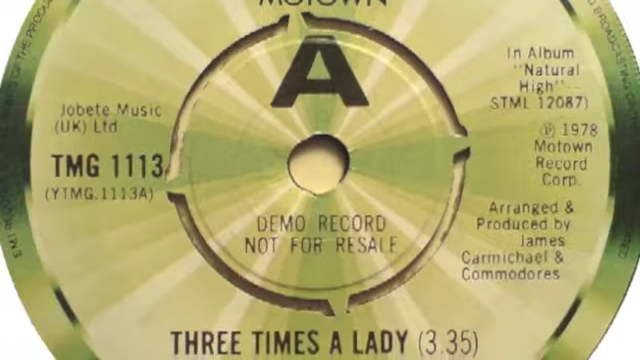 MOTOWN
A
In Album
"Natural
High"--
STML 12087)
Jobete Music
(UK) Ltd
TMG 1113
(YTMG.1113A)
℗ 1978
Motown
Record
Corp.
Arranged &
Produced by
James
Carmichael &
Commodores
DEMO RECORD
NOT FOR RESALE
THREE TIMES A LADY (3.35)